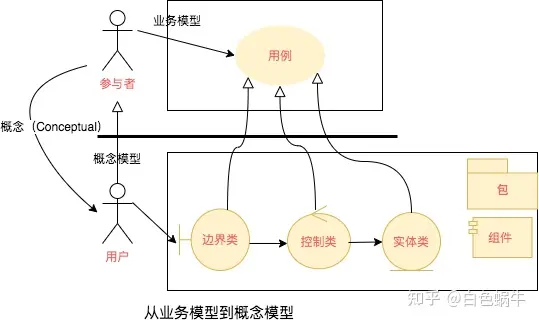 业务模型
用例
参与者
概念（Conceptual)
概念模型
包
边界类
控制类
实体类
组件
用户
知乎 @白色蜗牛
从业务模型到概念模型